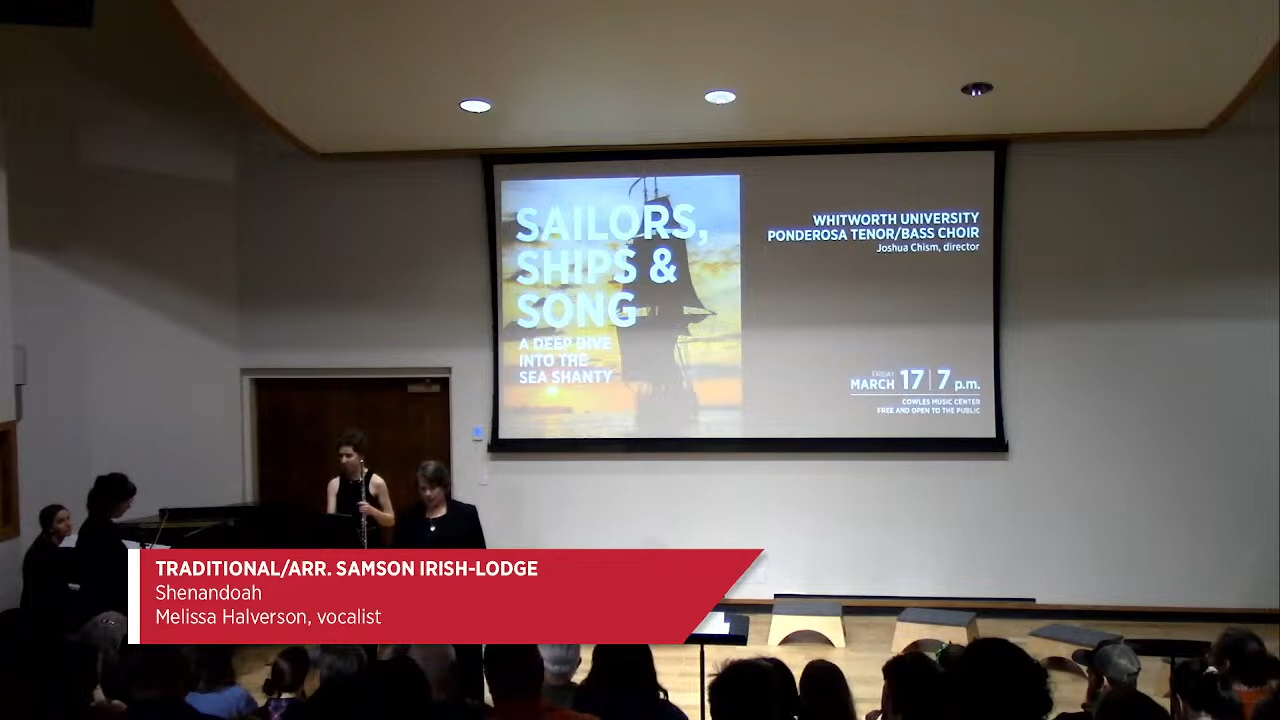 SAILORS,
SHIPS &
SONG
A DEEP DIVE
INTO THE
SEA SHANTY
WHITWORTH UNIVERSITY
PONDEROSA TENOR/BASS CHOIR
Joshua Chism, director
FRIDAY
MARCH 17 | 7 p.m.
COWLES MUSIC CENTER
FREE AND OPEN TO THE PUBLIC
TRADITIONAL/ARR. SAMSON IRISH-LODGE
Shenandoah
Melissa Halverson, vocalist